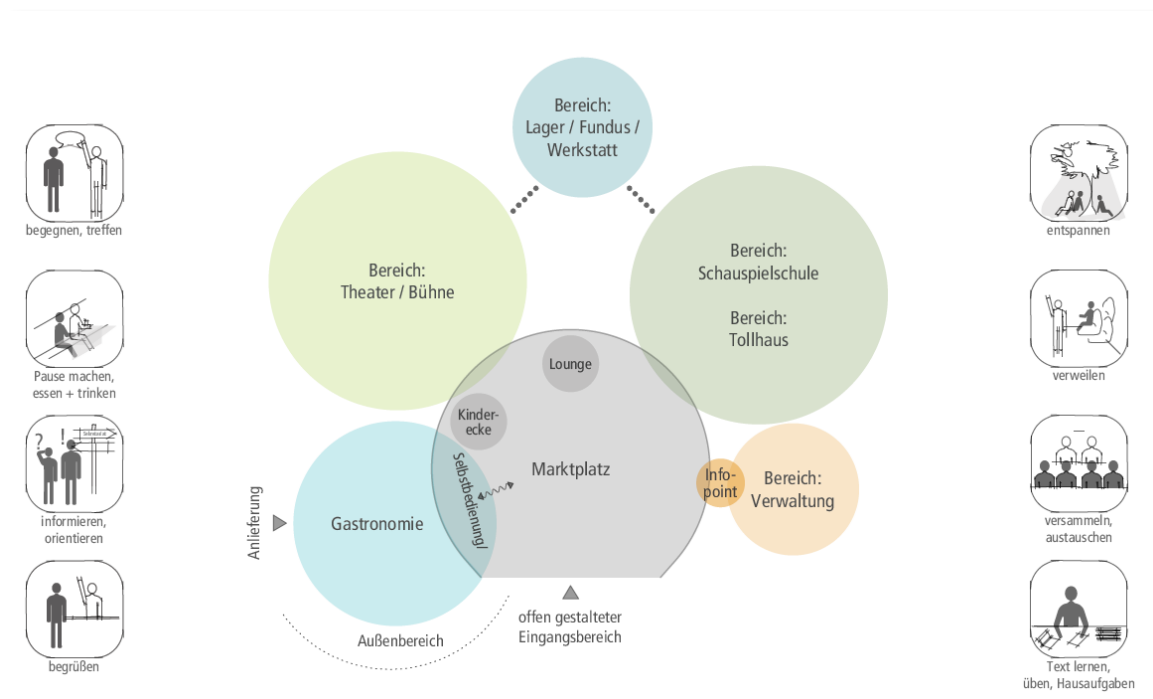 begegnen, treffen
Pause machen,
essen + trinken
informieren,
orientieren
begrüßen
Bereich:
Lager / Fundus /
Werkstatt
Bereich:
Theater / Bühne
Bereich:
Schauspielschule
Bereich:
Tollhaus
Lounge
Kinder-
ecke
Marktplatz
Selbstbedienung/
Gastronomie
Info-
point
Bereich:
Verwaltung
Anlieferung
Außenbereich
offen gestalteter
Eingangsbereich
entspannen
verweilen
versammeln,
austauschen
Text lernen,
üben, Hausaufgaben
? !